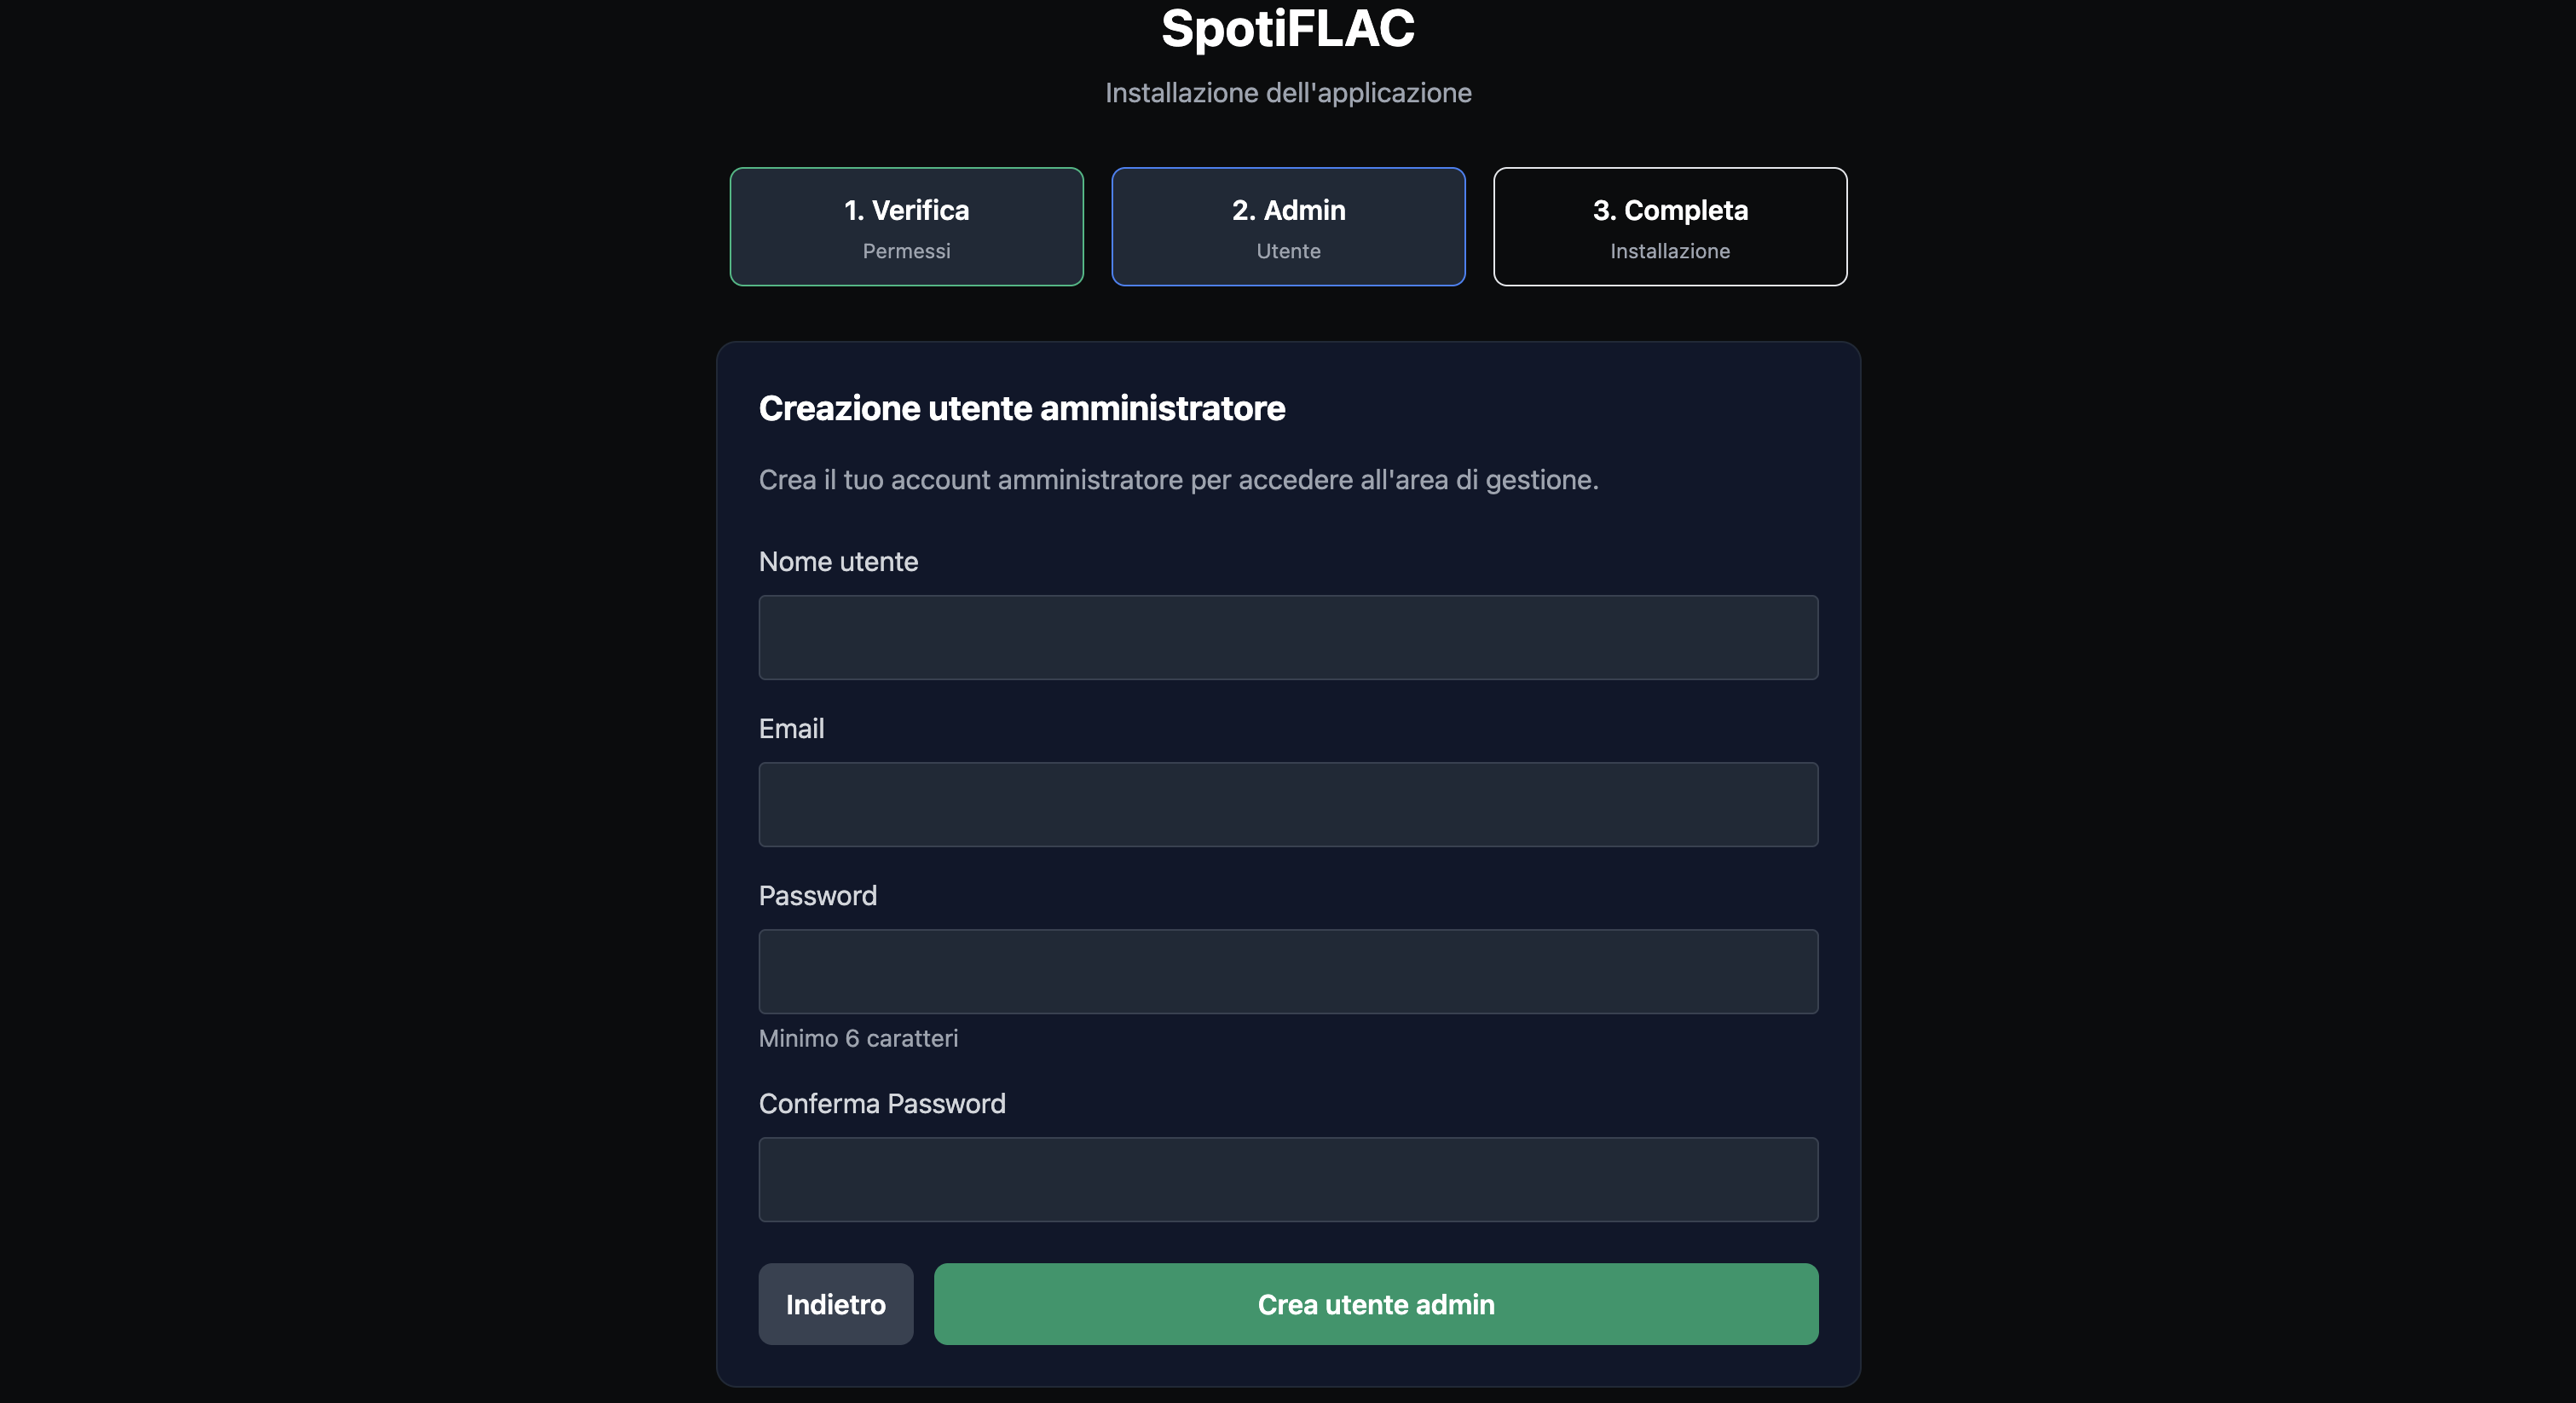 SpotiFLAC
Installazione dell'applicazione
1. Verifica
Permessi
2. Admin
Utente
3. Completa
Installazione
Creazione utente amministratore
Crea il tuo account amministratore per accedere all'area di gestione.
Nome utente
Email
Password
Minimo 6 caratteri
Conferma Password
Indietro
Crea utente admin